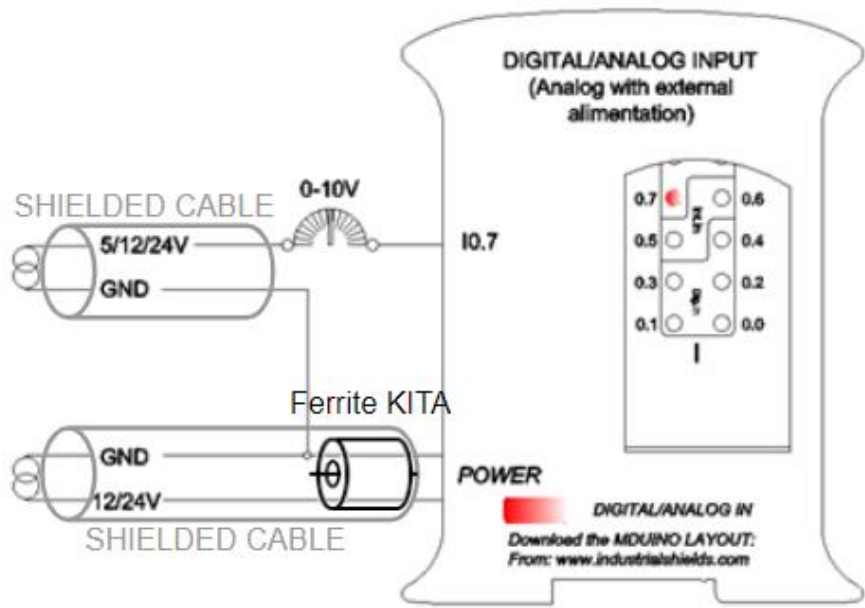 DIGITAL/ANALOG INPUT
(Analog with external
alimentation)
SHIELDED CABLE
0-10V
5/12/24V
GND
I0.7
0.7
0.6
0.5
0.4
0.3
0.2
0.1
0.0
I
Ferrite KITA
GND
12/24V
SHIELDED CABLE
POWER
DIGITAL/ANALOG IN
Download the MDUINO LAYOUT:
From: www.industrialshields.com